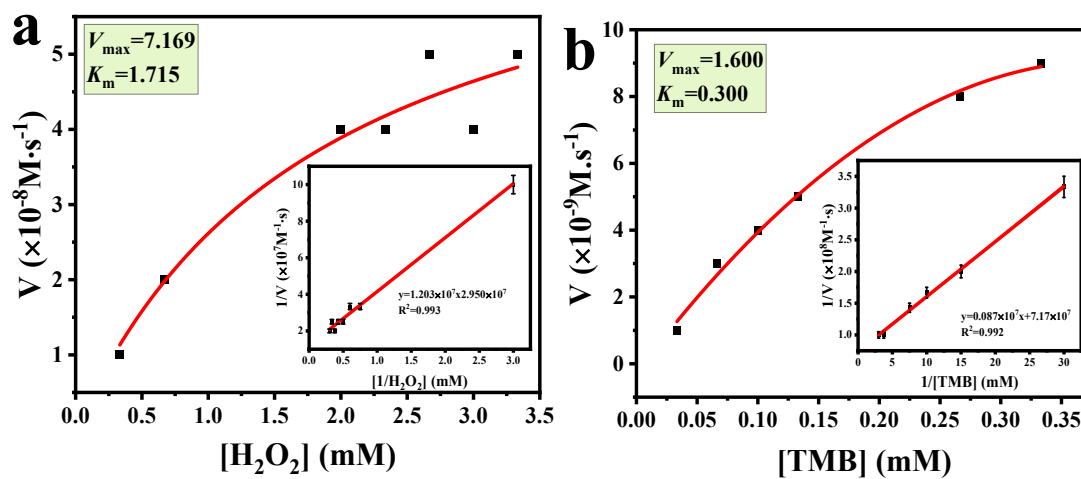 a
V_max=7.169
K_m=1.715
V (×10⁻⁸M·s⁻¹)
5
4
3
2
1
0.0 0.5 1.0 1.5 2.0 2.5 3.0 3.5
[H₂O₂] (mM)
1/V (×10⁷M⁻¹·s)
10
8
6
4
2
y=1.203×10⁷x2.950×10⁷
R²=0.993
0.0 0.5 1.0 1.5 2.0 2.5 3.0
[1/H₂O₂] (mM)
b
V_max=1.600
K_m=0.300
V (×10⁻⁹M.s⁻¹)
10
8
6
4
2
0
0.00 0.05 0.10 0.15 0.20 0.25 0.30 0.35
[TMB] (mM)
1/V (×10⁸M⁻¹·s)
3.5
3.0
2.5
2.0
1.5
1.0
y=0.087×10⁷x+7.17×10⁷
R²=0.992
0 5 10 15 20 25 30
1/[TMB] (mM)